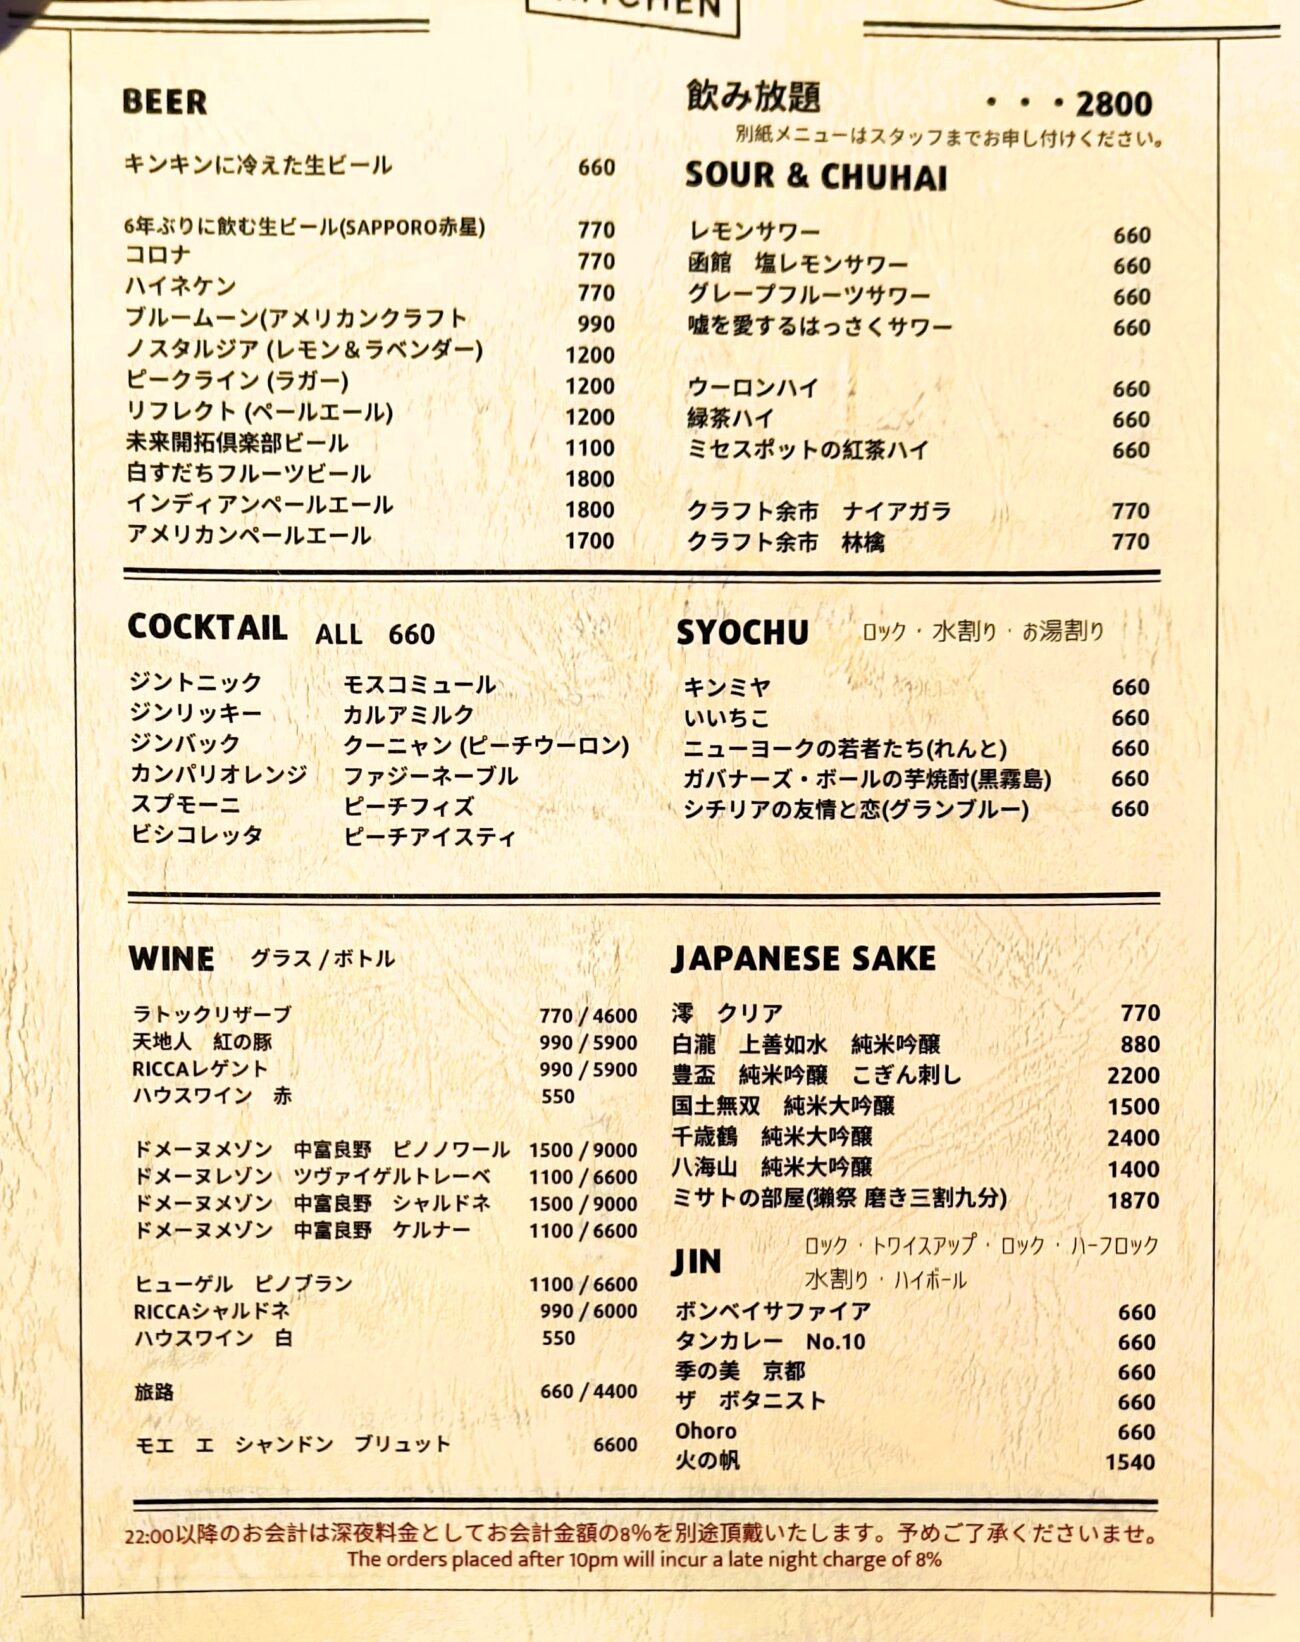 KITCHEN
BEER
キンキンに冷えた生ビール 660
6年ぶりに飲む生ビール(SAPPORO赤星) 770
コロナ 770
ハイネケン 770
ブルームーン(アメリカンクラフト 990
ノスタルジア (レモン&ラベンダー) 1200
ピークライン (ラガー) 1200
リフレクト (ペールエール) 1200
未来開拓倶楽部ビール 1100
白すだちフルーツビール 1800
インディアンペールエール 1800
アメリカンペールエール 1700
飲み放題 ・・・2800
別紙メニューはスタッフまでお申し付けください。
SOUR & CHUHAI
レモンサワー 660
函館 塩レモンサワー 660
グレープフルーツサワー 660
嘘を愛するはっさくサワー 660
ウーロンハイ 660
緑茶ハイ 660
ミセスポットの紅茶ハイ 660
クラフト余市 ナイアガラ 770
クラフト余市 林檎 770
COCKTAIL ALL 660
ジントニック モスコミュール
ジンリッキー カルアミルク
ジンバック クーニャン (ピーチウーロン)
カンパリオレンジ ファジーネーブル
スプモーニ ピーチフィズ
ビシコレッタ ピーチアイスティ
SYOCHU ロック・水割り・お湯割り
キンミヤ 660
いいちこ 660
ニューヨークの若者たち(れんと) 660
ガバナーズ・ボールの芋焼酎(黒霧島) 660
シチリアの友情と恋(グランブルー) 660
WINE グラス / ボトル
ラトックリザーブ 770 / 4600
天地人 紅の豚 990 / 5900
RICCAレゲント 990 / 5900
ハウスワイン 赤 550
ドメーヌメゾン 中富良野 ピノノワール 1500 / 9000
ドメーヌレゾン ツヴァイゲルトレーベ 1100 / 6600
ドメーヌメゾン 中富良野 シャルドネ 1500 / 9000
ドメーヌメゾン 中富良野 ケルナー 1100 / 6600
ヒューゲル ピノブラン 1100 / 6600
RICCAシャルドネ 990 / 6000
ハウスワイン 白 550
旅路 660 / 4400
モエ エ シャンドン ブリュット 6600
JAPANESE SAKE
澪 クリア 770
白瀧 上善如水 純米吟醸 880
豊盃 純米吟醸 こぎん刺し 2200
国士無双 純米大吟醸 1500
千歳鶴 純米大吟醸 2400
八海山 純米大吟醸 1400
ミサトの部屋(獺祭 磨き三割九分) 1870
JIN ロック・トワイスアップ・ロック・ハーフロック
水割り・ハイボール
ボンベイサファイア 660
タンカレー No.10 660
季の美 京都 660
ザ ボタニスト 660
Ohoro 660
火の帆 1540
22:00以降のお会計は深夜料金としてお会計金額の8%を別途頂戴いたします。予めご了承くださいませ。
The orders placed after 10pm will incur a late night charge of 8%